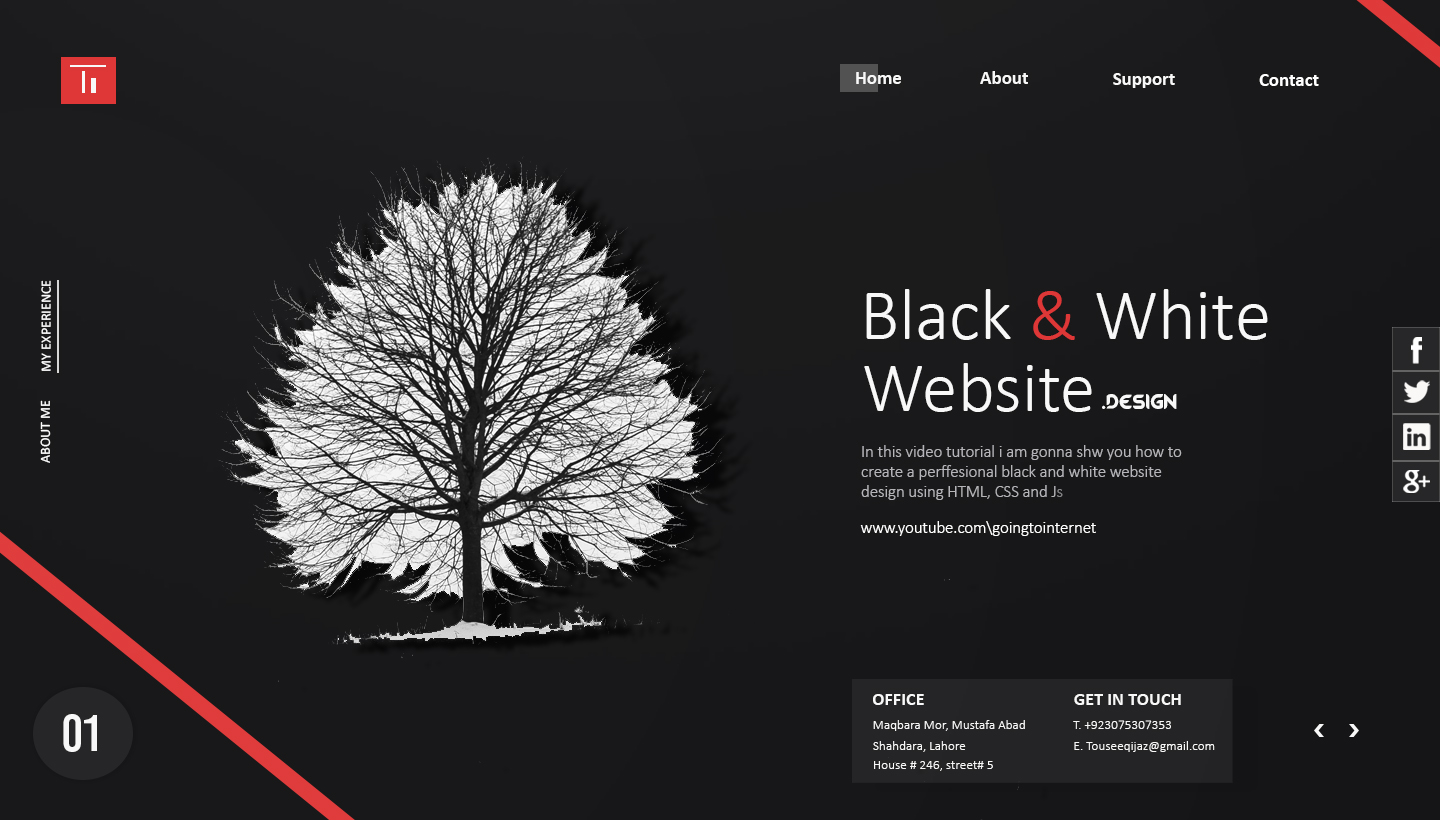 Home About Support Contact
MY EXPERIENCE
ABOUT ME
Black & White
Website .DESIGN
In this video tutorial i am gonna shw you how to
create a perffesional black and white website
design using HTML, CSS and Js
www.youtube.com\goingtointernet
f
in
g+
01
OFFICE
Maqbara Mor, Mustafa Abad
Shahdara, Lahore
House # 246, street# 5
GET IN TOUCH
T. +923075307353
E. Touseeqijaz@gmail.com